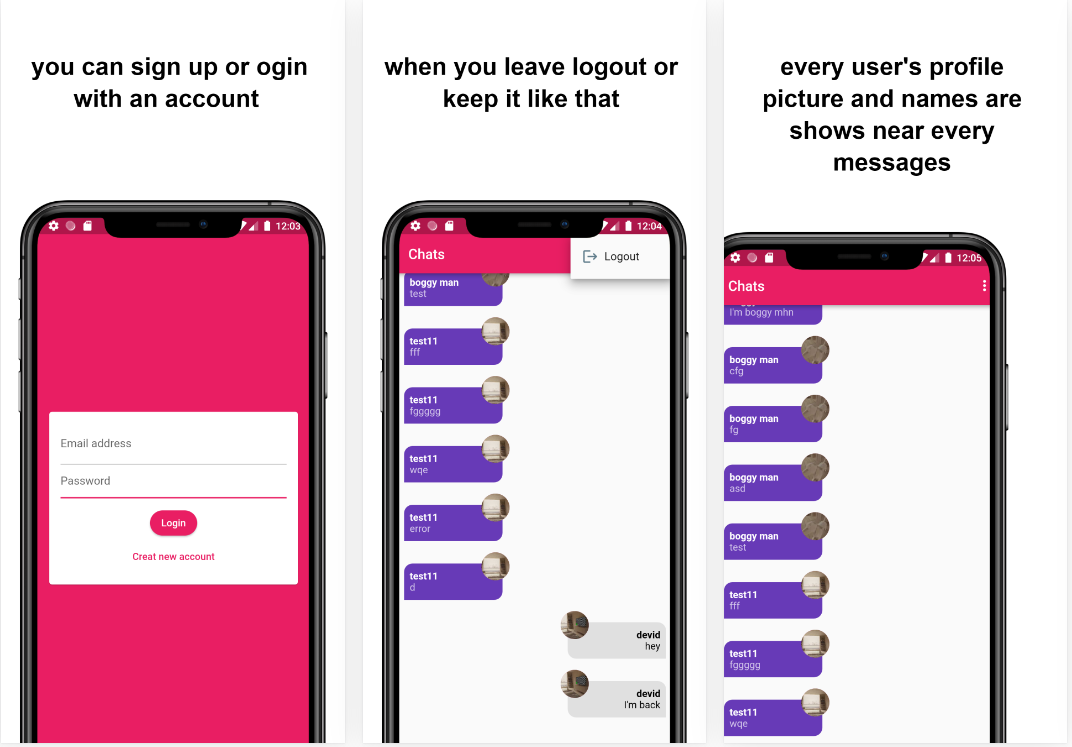 you can sign up or ogin
with an account
12:03
Email address
Password
Login
Creat new account
when you leave logout or
keep it like that
12:04
Chats
Logout
boggy man
test
test11
fff
test11
fggggg
test11
wqe
test11
error
test11
d
devid
hey
devid
I'm back
every user's profile
picture and names are
shows near every
messages
12:05
Chats
I'm boggy mhn
boggy man
cfg
boggy man
fg
boggy man
asd
boggy man
test
test11
fff
test11
fggggg
test11
wqe